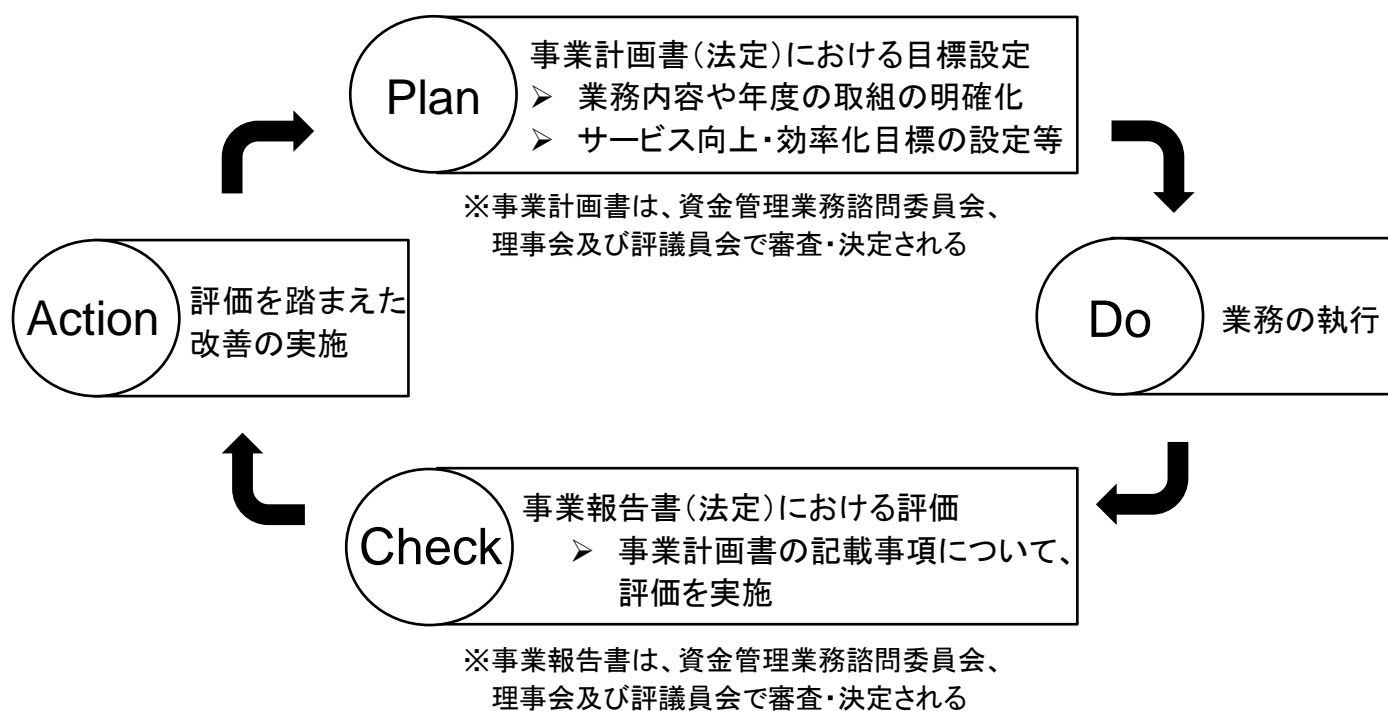 Plan
事業計画書(法定)における目標設定
➢ 業務内容や年度の取組の明確化
➢ サービス向上・効率化目標の設定等
※事業計画書は、資金管理業務諮問委員会、
理事会及び評議員会で審査・決定される
Do
業務の執行
Check
事業報告書(法定)における評価
➢ 事業計画書の記載事項について、
評価を実施
※事業報告書は、資金管理業務諮問委員会、
理事会及び評議員会で審査・決定される
Action
評価を踏まえた
改善の実施